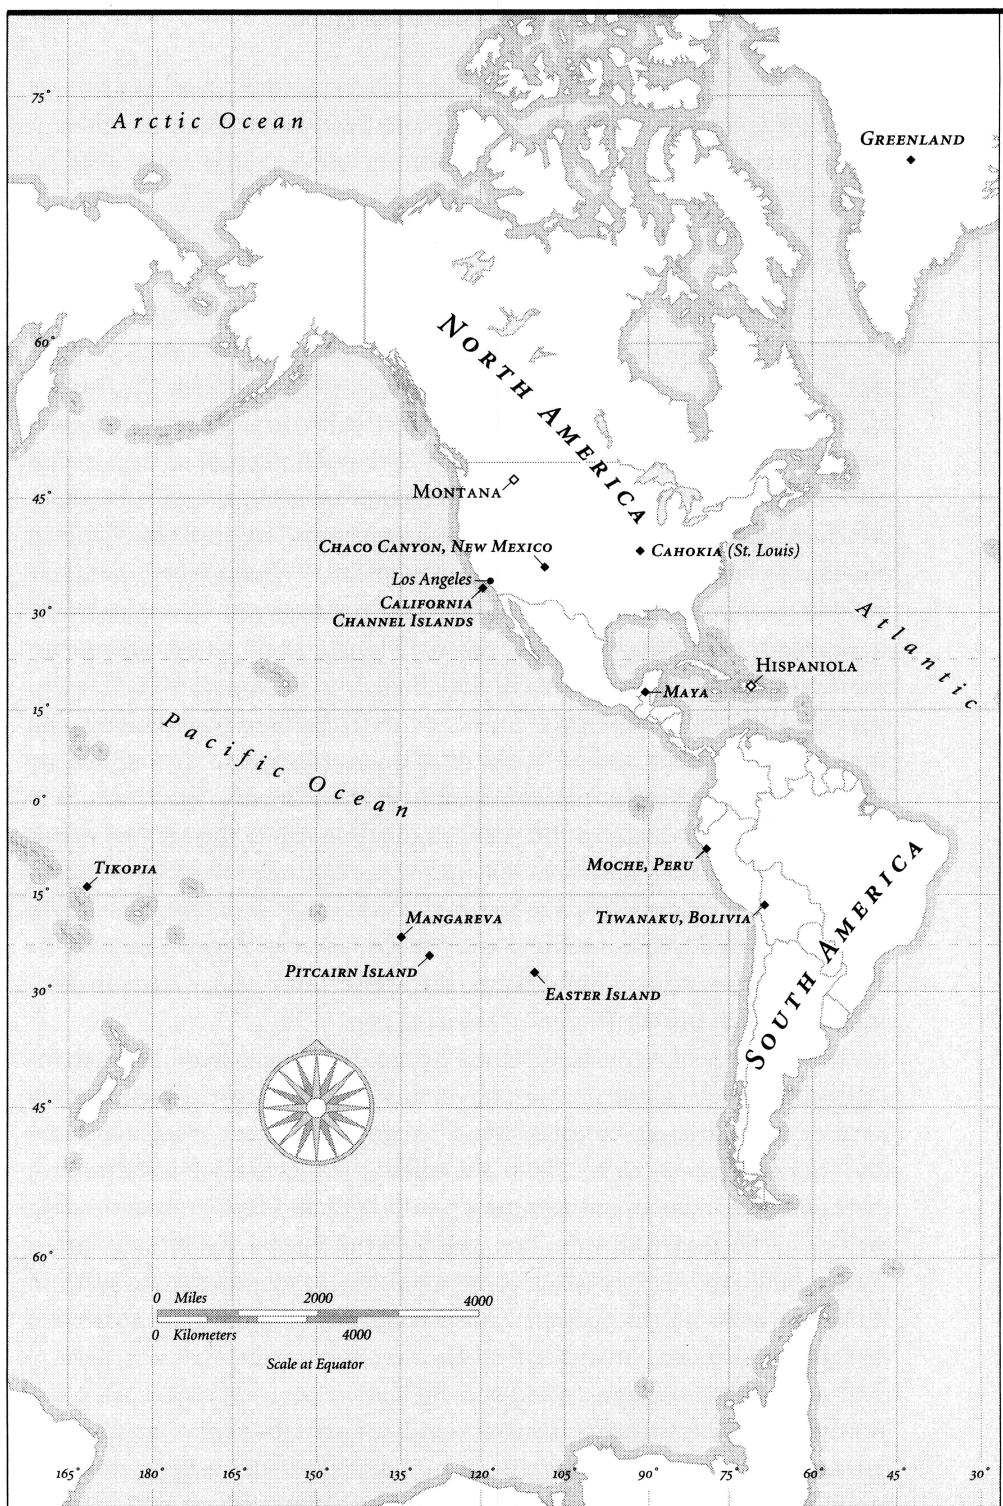 75°
Arctic Ocean
GREENLAND
60°
NORTH AMERICA
MONTANA
45°
CHACO CANYON, NEW MEXICO
CAHOKIA (St. Louis)
Los Angeles
CALIFORNIA
CHANNEL ISLANDS
30°
Atlantic
HISPANIOLA
MAYA
15°
Pacific Ocean
0°
MOCHE, PERU
TIKOPIA
15°
TIWANAKU, BOLIVIA
SOUTH AMERICA
MANGAREVA
PITCAIRN ISLAND
EASTER ISLAND
30°
45°
60°
0 Miles 2000 4000
0 Kilometers 4000
Scale at Equator
165° 180° 165° 150° 135° 120° 105° 90° 75° 60° 45° 30°